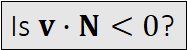 Is v · N < 0?